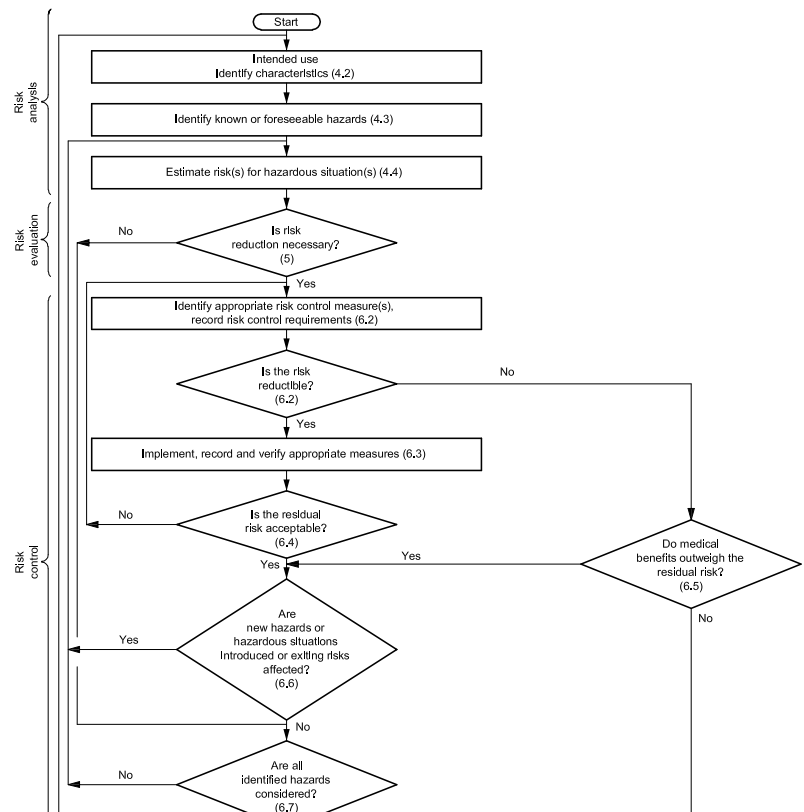 Start
Intended use
Identify characteristics (4.2)
Risk
analysis
Identify known or foreseeable hazards (4.3)
Estimate risk(s) for hazardous situation(s) (4.4)
Risk
evaluation
No
Is risk
reduction necessary?
(5)
Yes
Identify appropriate risk control measure(s),
record risk control requirements (6.2)
Is the risk
reductible?
(6.2)
No
Yes
Implement, record and verify appropriate measures (6.3)
No
Is the residual
risk acceptable?
(6.4)
Risk
control
Yes
Yes
Do medical
benefits outweigh the
residual risk?
(6.5)
No
Yes
Are
new hazards or
hazardous situations
introduced or exiting risks
affected?
(6.6)
No
No
Are all
identified hazards
considered?
(6.7)